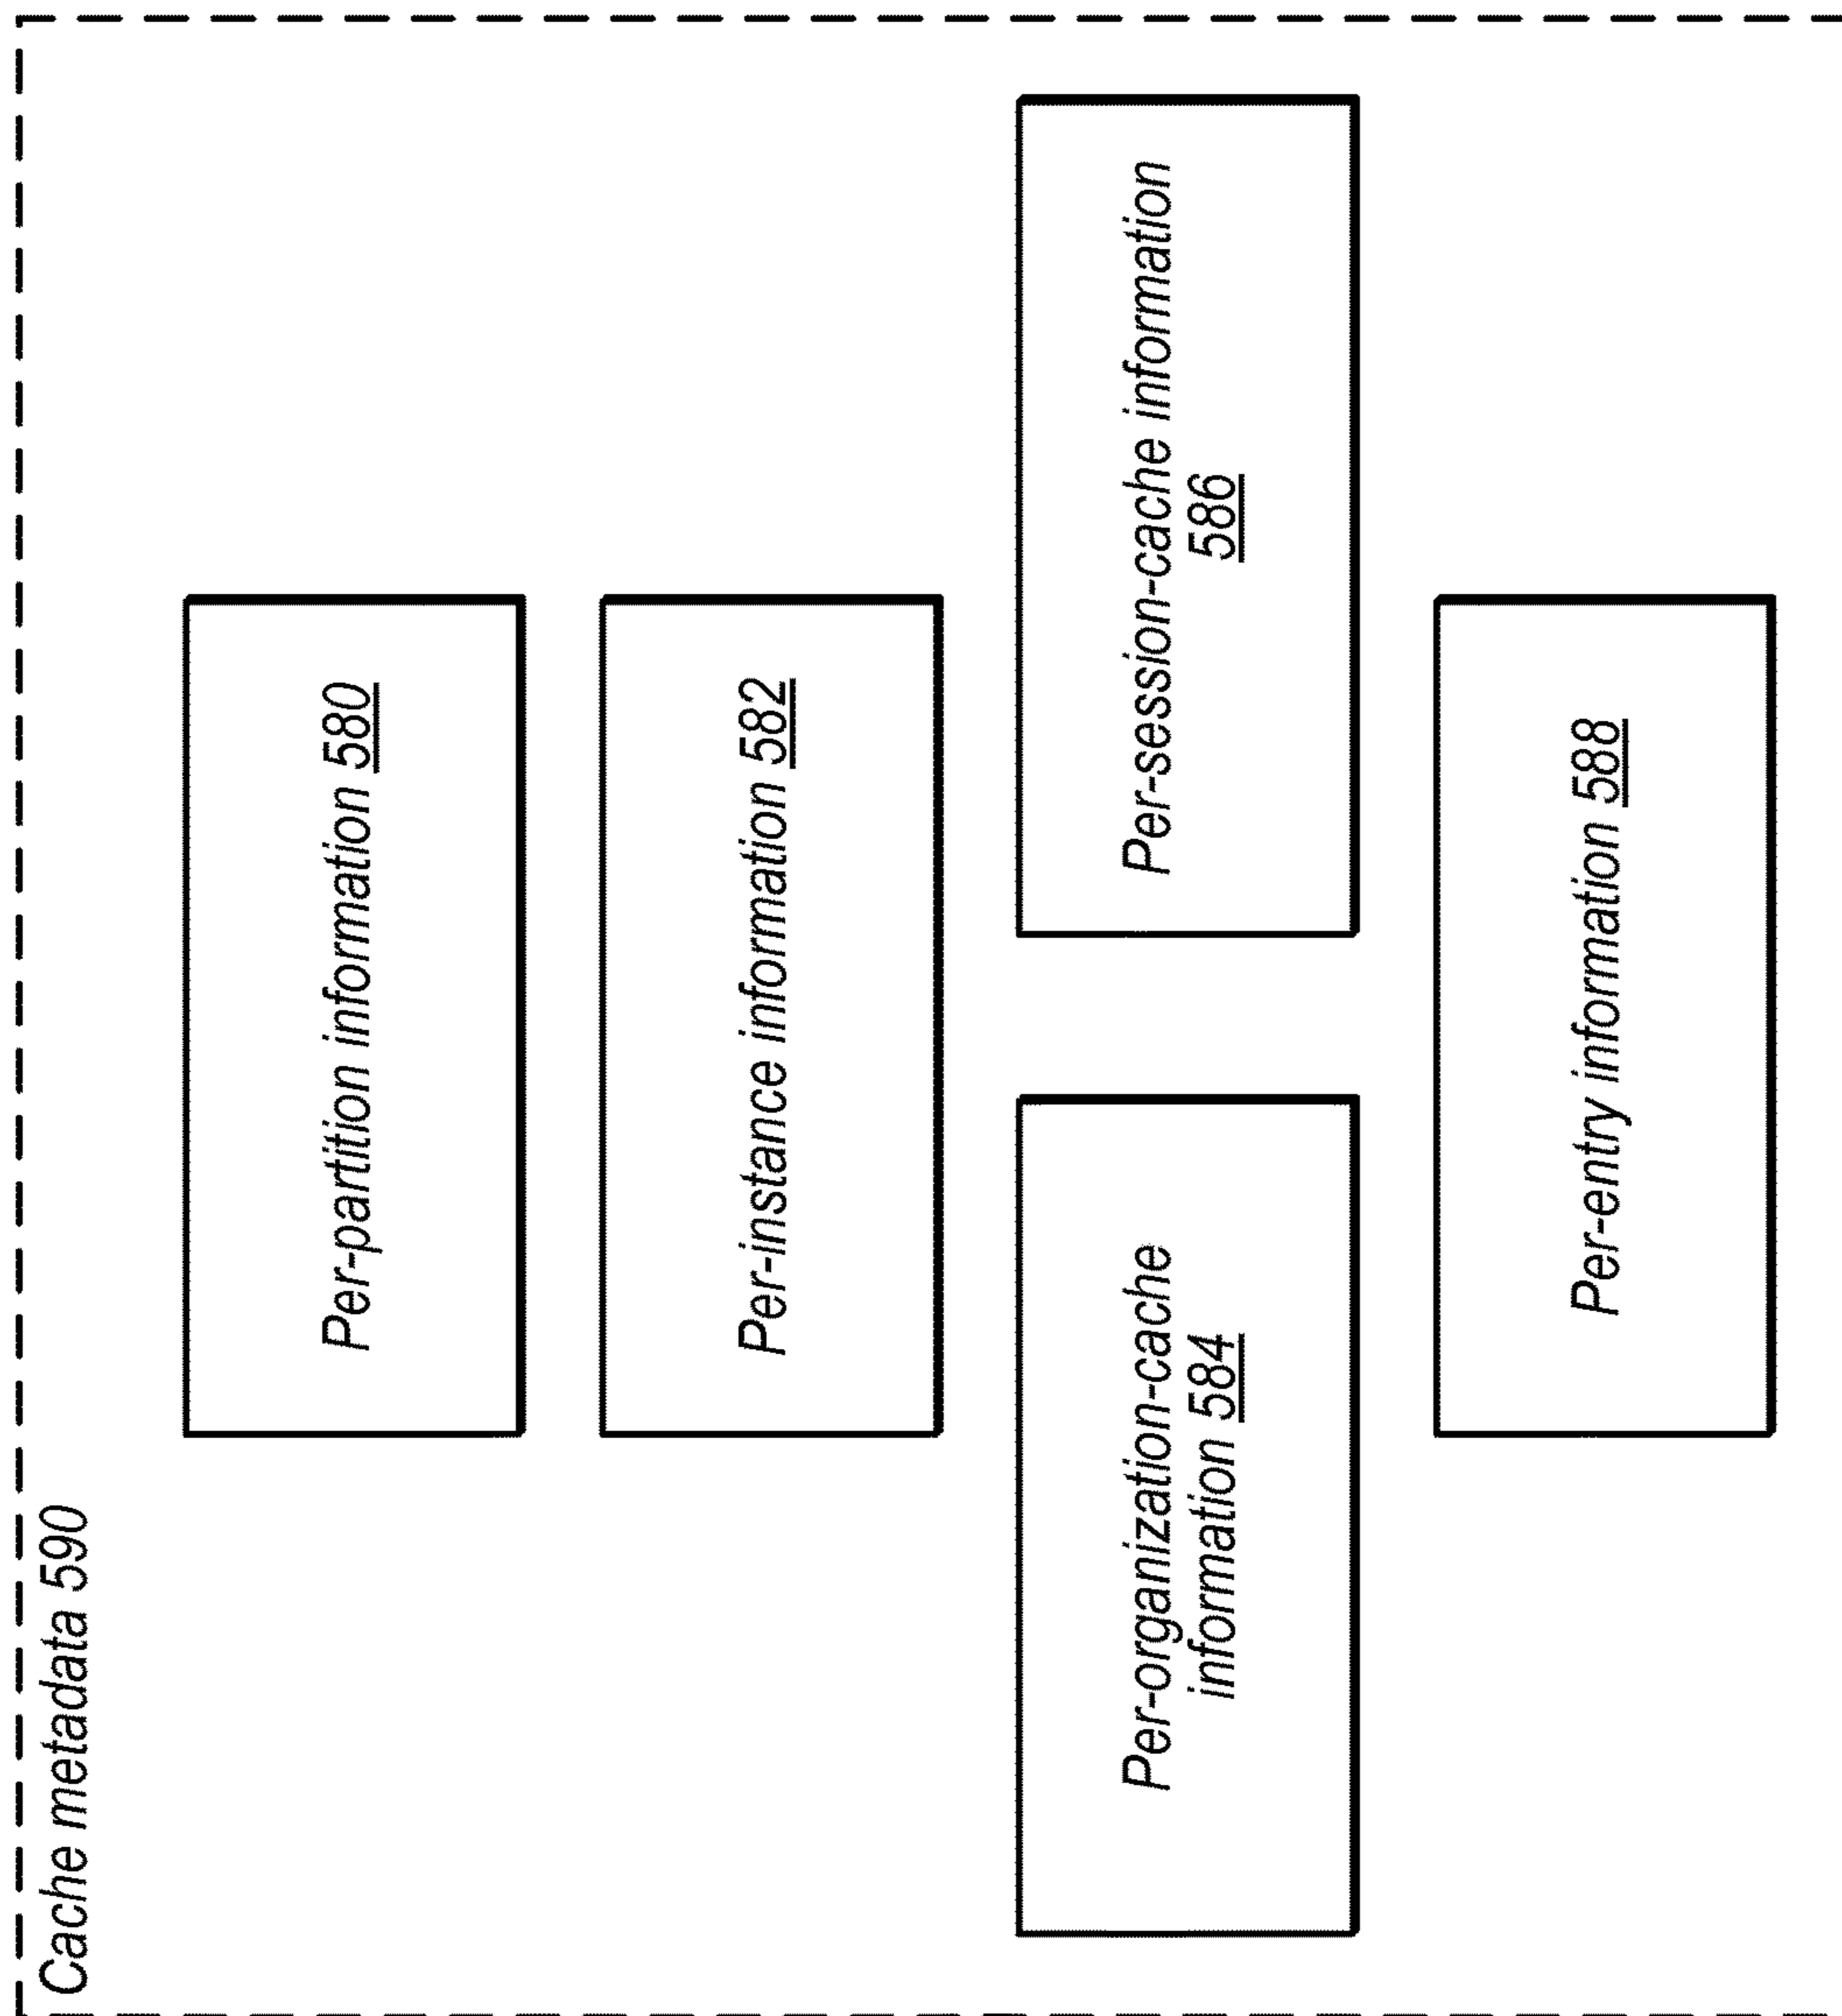 Cache metadata 590
Per-partition information 580
Per-instance information 582
Per-organization-cache
information 584
Per-session-cache information
586
Per-entry information 588